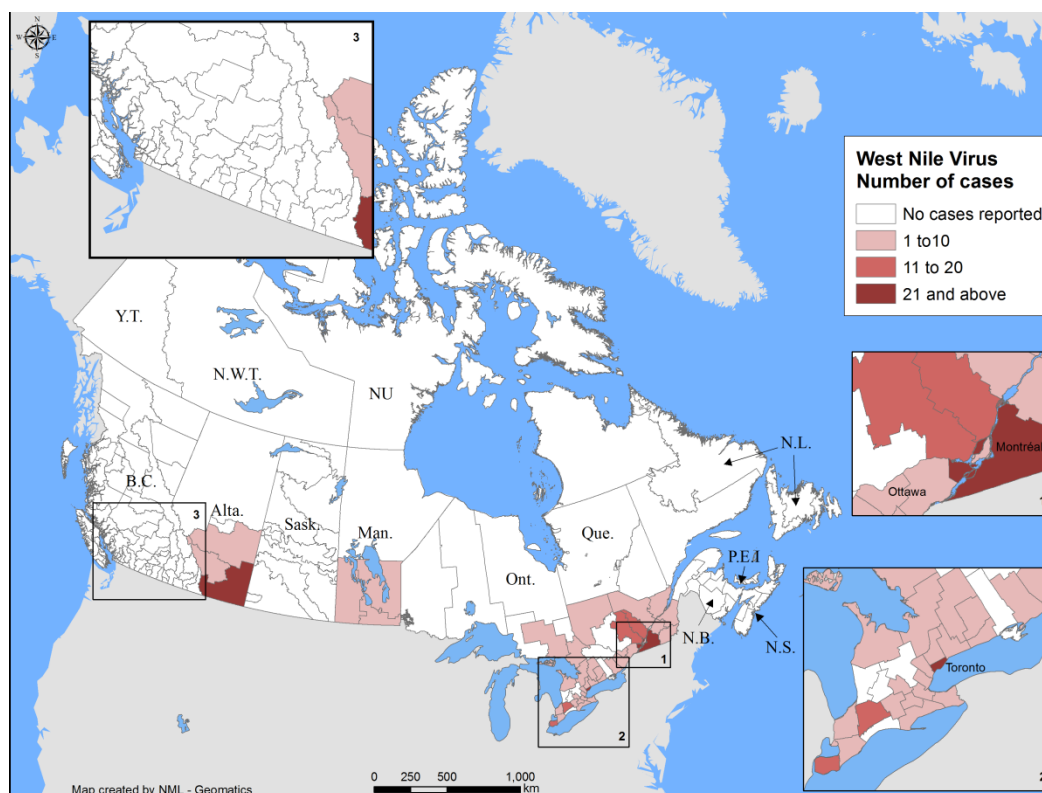 N
W
E
S
3
West Nile Virus
Number of cases
No cases reported
1 to10
11 to 20
21 and above
Y.T.
N.W.T.
NU
B.C.
3
Alta.
Sask.
Man.
Ont.
Que.
N.L.
P.E.I
N.B.
N.S.
1
2
Montréal
Ottawa
Toronto
2
0 250 500 1,000
km
Map created by NML - Geomatics